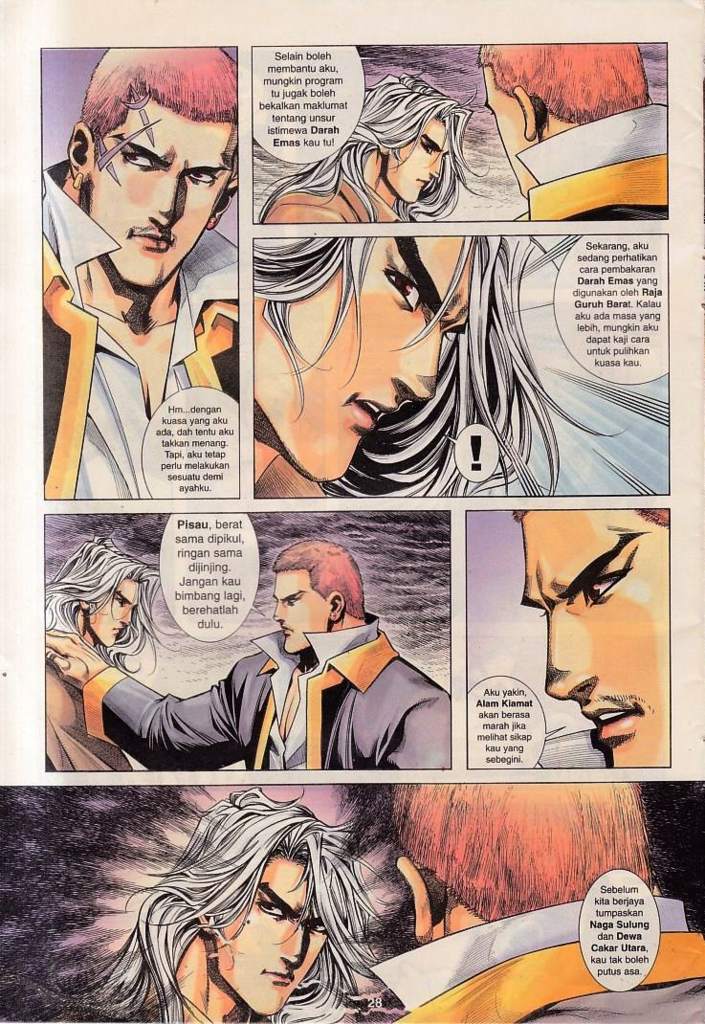 Selain boleh
membantu aku,
mungkin program
tu jugak boleh
bekalkan maklumat
tentang unsur
istimewa Darah
Emas kau tu!
Hm...dengan
kuasa yang aku
ada, dah tentu aku
takkan menang.
Tapi, aku tetap
perlu melakukan
sesuatu demi
ayahku.
Sekarang, aku
sedang perhatikan
cara pembakaran
Darah Emas yang
digunakan oleh Raja
Guruh Barat. Kalau
aku ada masa yang
lebih, mungkin aku
dapat kaji cara
untuk pulihkan
kuasa kau.
!
Pisau, berat
sama dipikul,
ringan sama
dijinjing.
Jangan kau
bimbang lagi,
berehatlah
dulu.
Aku yakin,
Alam Kiamat
akan berasa
marah jika
melihat sikap
kau yang
sebegini.
Sebelum
kita berjaya
tumpaskan
Naga Sulung
dan Dewa
Cakar Utara,
kau tak boleh
putus asa.
28